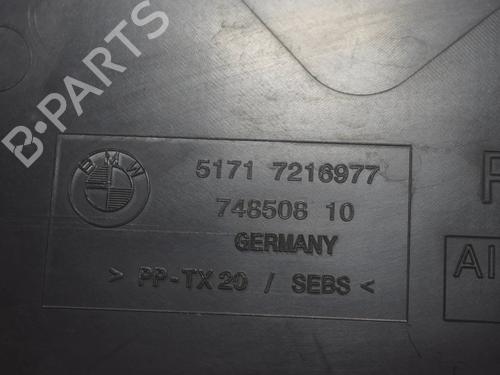 B-PARTS
BMW
5171 7216977
748508 10
GERMANY
> PP-TX20 / SEBS <